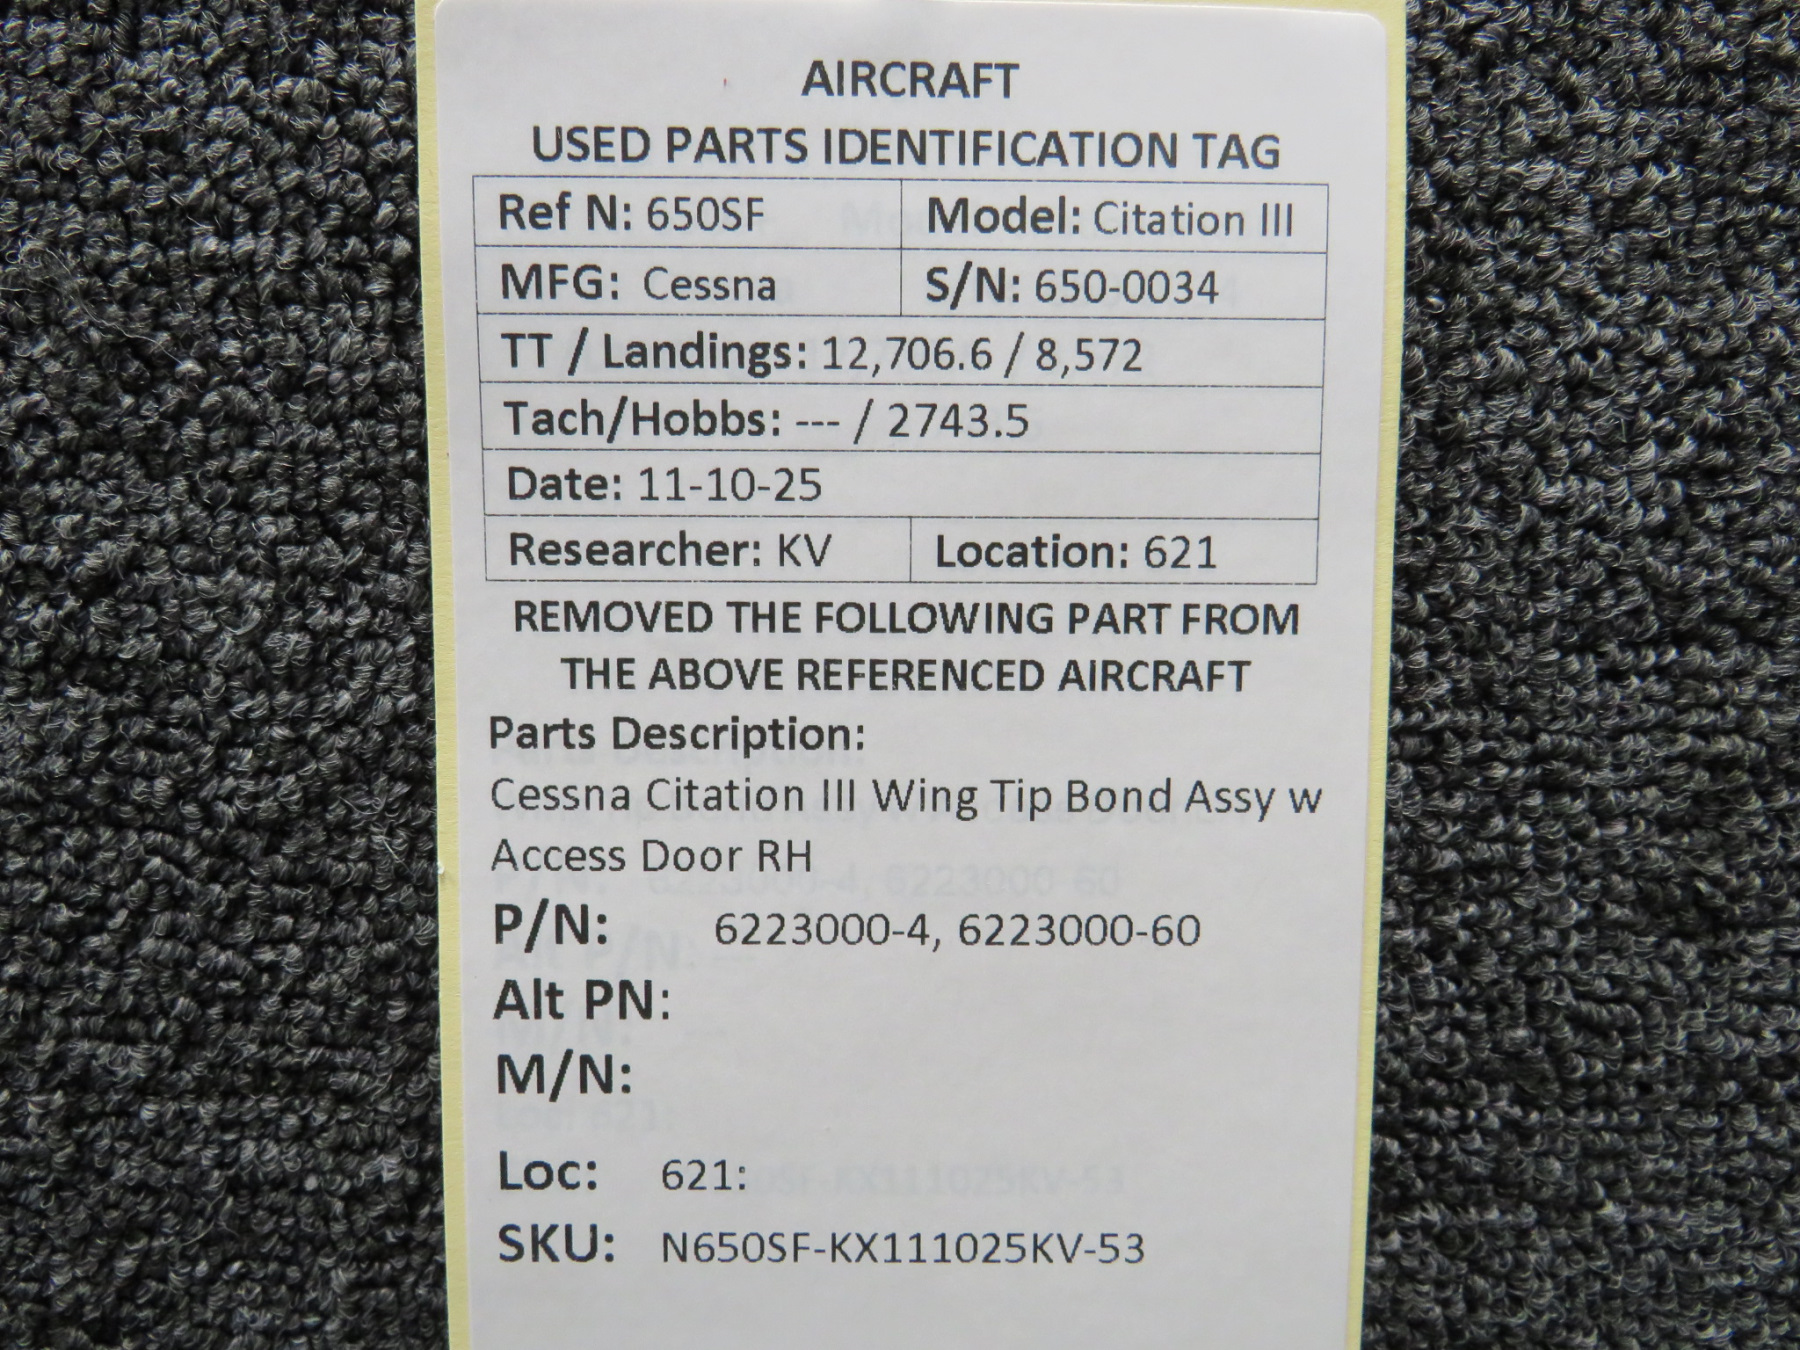 AIRCRAFT
USED PARTS IDENTIFICATION TAG
Ref N: 650SF Model: Citation III
MFG: Cessna S/N: 650-0034
TT / Landings: 12,706.6 / 8,572
Tach/Hobbs: --- / 2743.5
Date: 11-10-25
Researcher: KV Location: 621
REMOVED THE FOLLOWING PART FROM
THE ABOVE REFERENCED AIRCRAFT
Parts Description:
Cessna Citation III Wing Tip Bond Assy w
Access Door RH
P/N: 6223000-4, 6223000-60
Alt PN:
M/N:
Loc: 621:
SKU: N650SF-KX111025KV-53